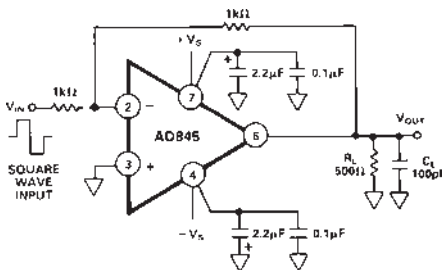 1kΩ
+VS
2.2µF
0.1µF
+
VIN
1kΩ
2
−
7
AD845
6
VOUT
3
+
4
SQUARE
WAVE
INPUT
RL
500Ω
CL
100pF
−VS
2.2µF
0.1µF
+